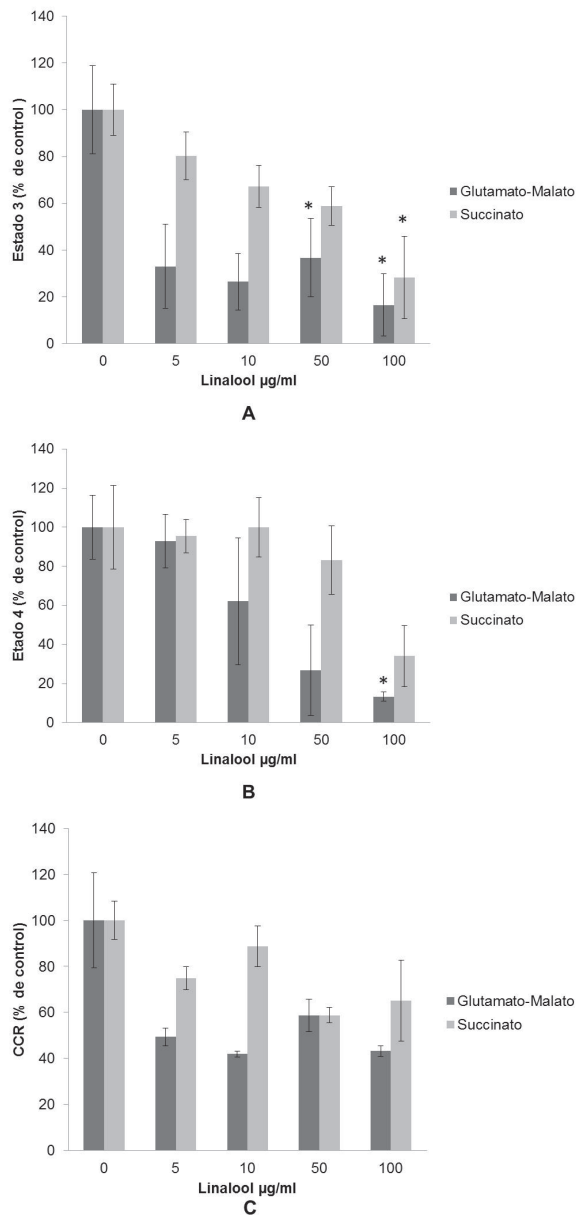 140
120
100
80
60
40
20
0
Estado 3 (% de control )
* * *
0 5 10 50 100
Linalool µg/ml
Glutamato-Malato
Succinato
A
140
120
100
80
60
40
20
0
Etado 4 (% de control)
*
0 5 10 50 100
Linalool µg/ml
Glutamato-Malato
Succinato
B
140
120
100
80
60
40
20
0
CCR (% de control)
0 5 10 50 100
Linalool µg/ml
Glutamato-Malato
Succinato
C